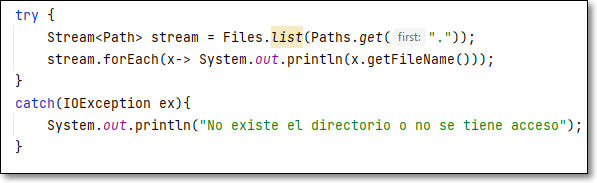 try {
Stream<Path> stream = Files.list(Paths.get( first: "."));
stream.forEach(x-> System.out.println(x.getFileName()));
}
catch(IOException ex){
System.out.println("No existe el directorio o no se tiene acceso");
}